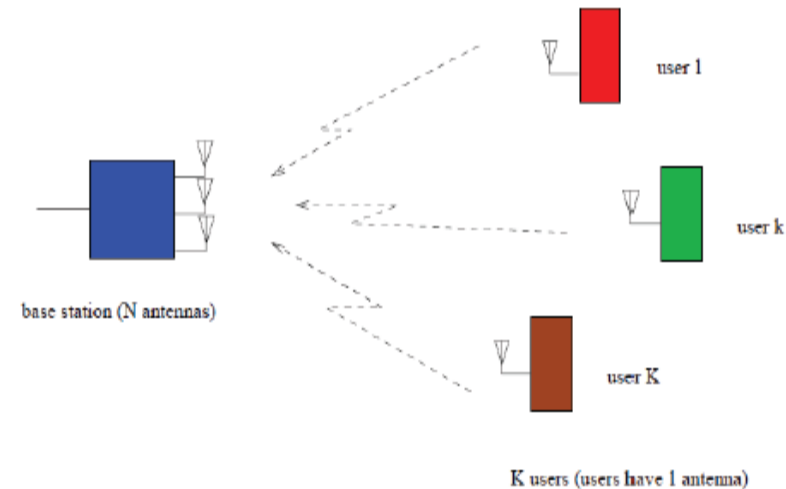 user 1
user k
base station (N antennas)
user K
K users (users have 1 antenna)